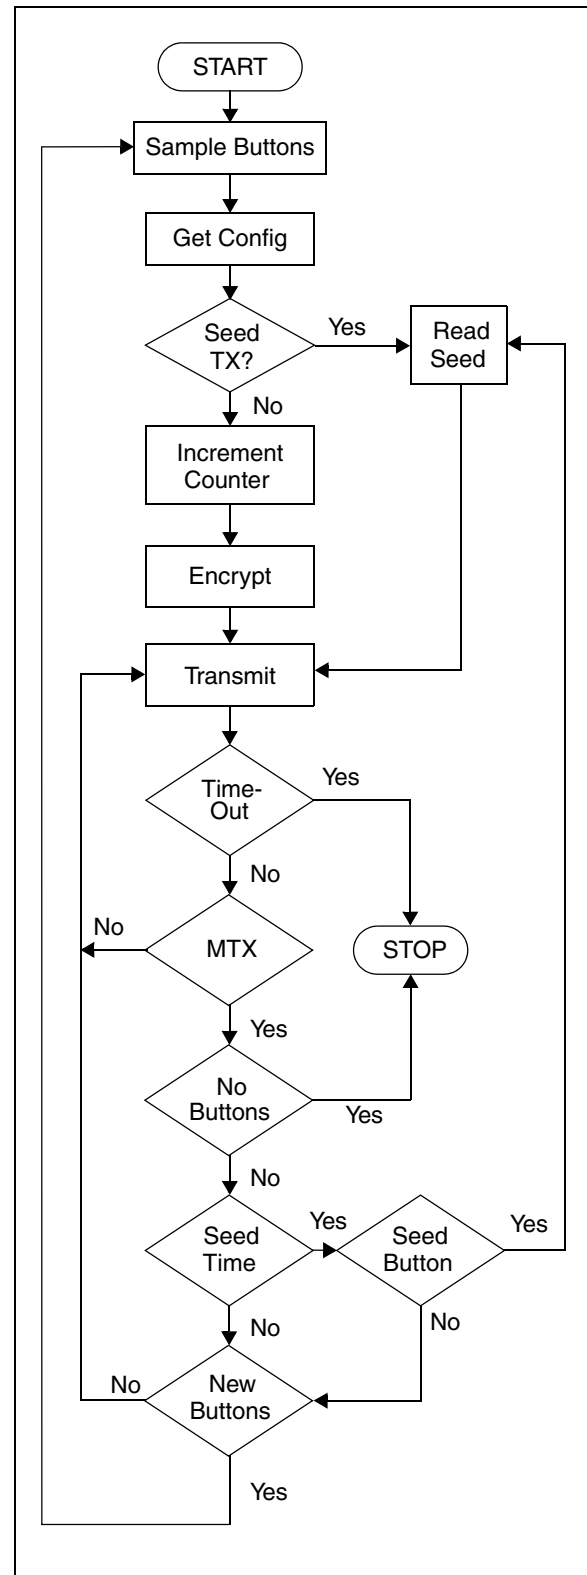 START
Sample Buttons
Get Config
Seed
TX?
Yes
Read
Seed
No
Increment
Counter
Encrypt
Transmit
Time-
Out
Yes
No
No
MTX
STOP
Yes
No
Buttons
Yes
No
Seed
Time
Yes
Seed
Button
Yes
No
No
No
New
Buttons
Yes